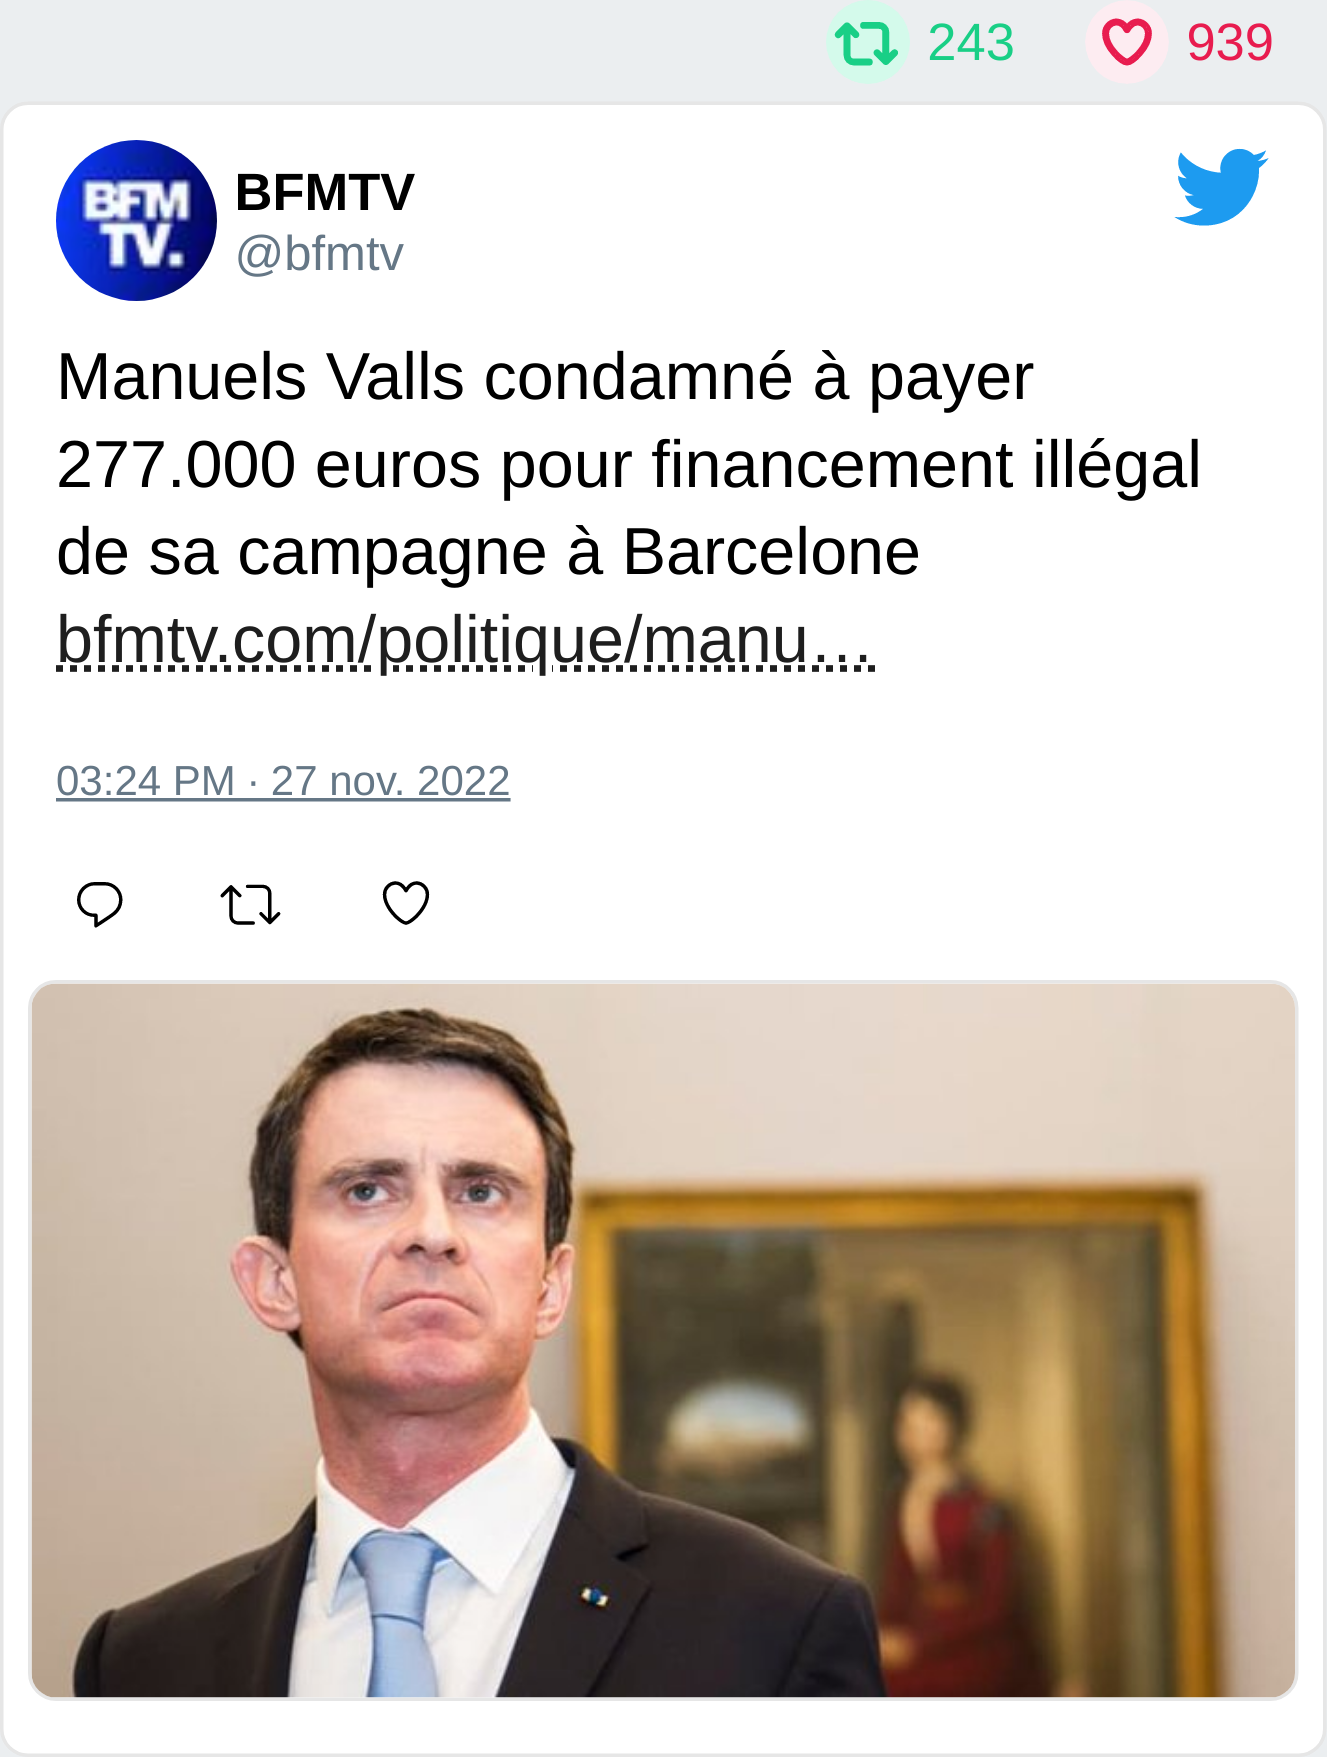 243 939
BFM
TV.
BFMTV
@bfmtv
Manuels Valls condamné à payer
277.000 euros pour financement illégal
de sa campagne à Barcelone
bfmtv.com/politique/manu…
03:24 PM · 27 nov. 2022